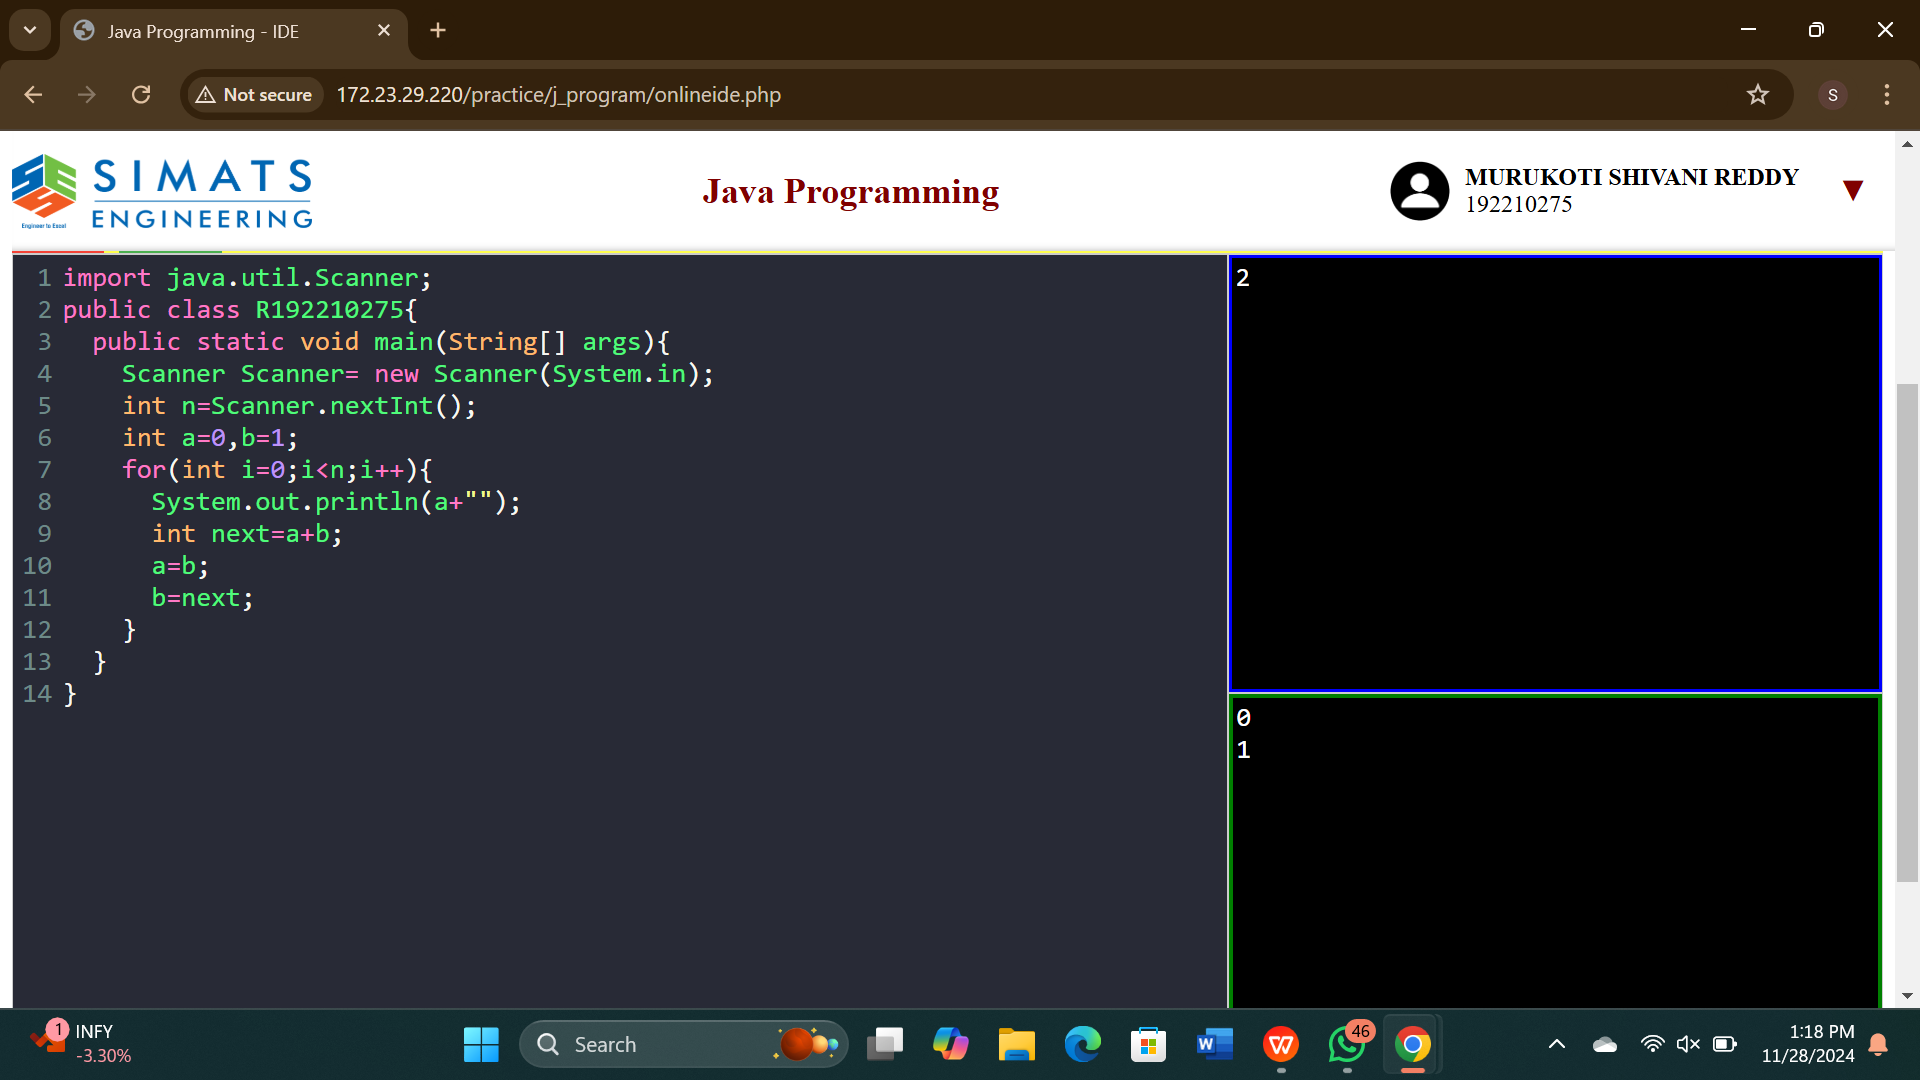 Java Programming - IDE
Not secure
172.23.29.220/practice/j_program/onlineide.php
S
SIMATS
ENGINEERING
Engineer to Excel
Java Programming
MURUKOTI SHIVANI REDDY
192210275
1 import java.util.Scanner;
2 public class R192210275{
3 public static void main(String[] args){
4 Scanner Scanner= new Scanner(System.in);
5 int n=Scanner.nextInt();
6 int a=0,b=1;
7 for(int i=0;i<n;i++){
8 System.out.println(a+"");
9 int next=a+b;
10 a=b;
11 b=next;
12 }
13 }
14 }
2
0
1
1
INFY
-3.30%
Search
46
1:18 PM
11/28/2024